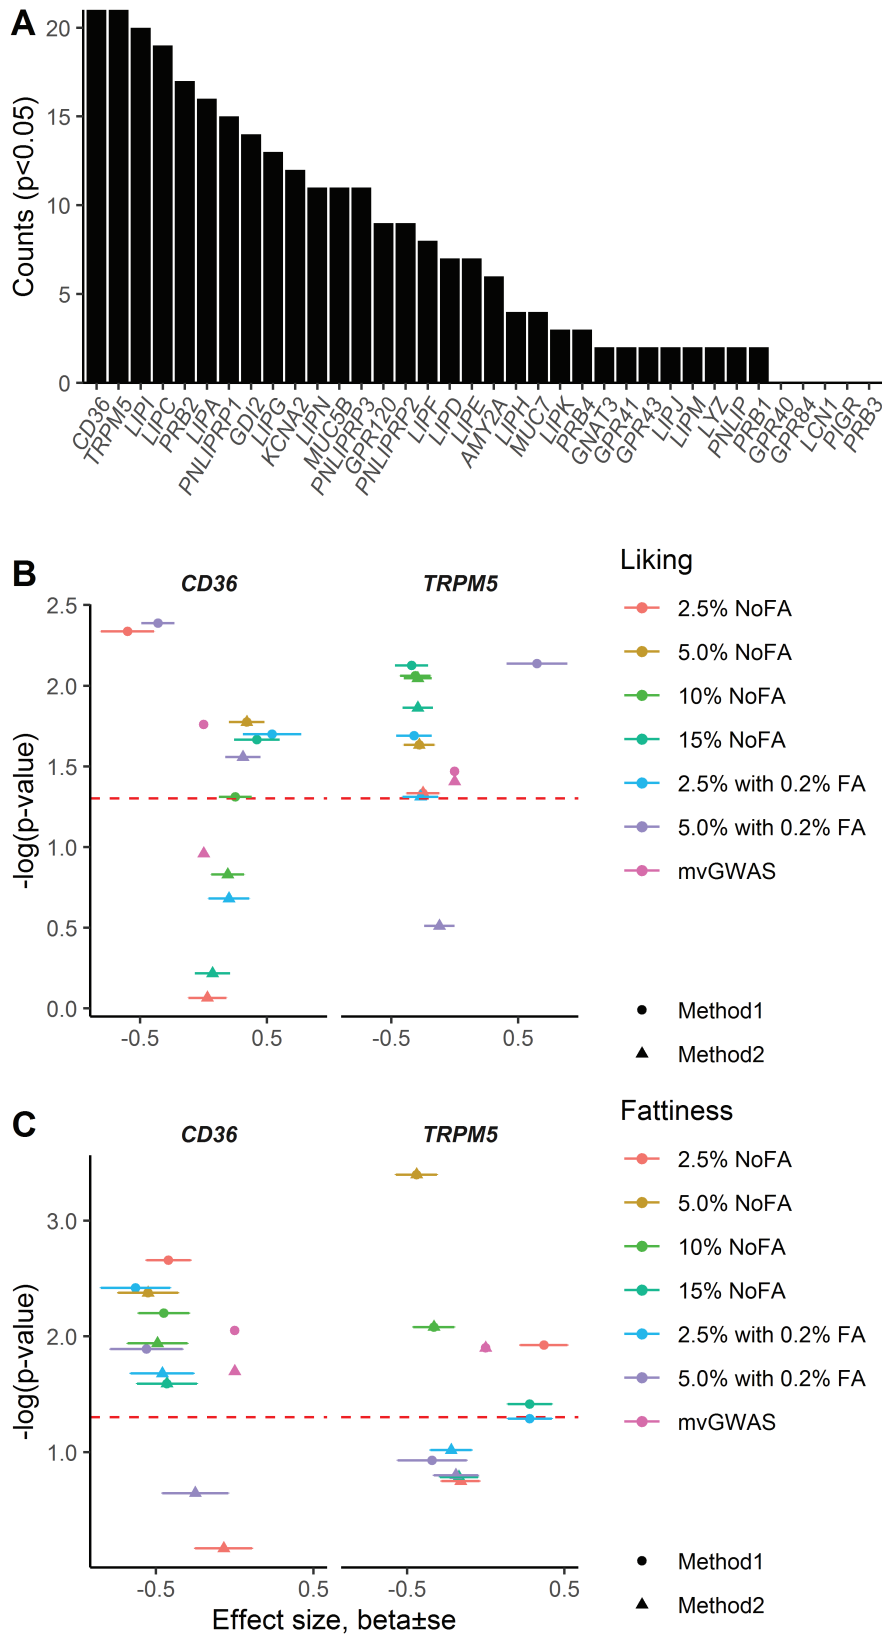 A
Counts (p<0.05)
20
15
10
5
0
CD36
TRPM5
LIPI
LIPC
PRB2
LIPA
PNLIPRP1
GDI2
LIPG
KCNA2
LIPN
MUC5B
PNLIPRP3
GPR120
PNLIPRP2
LIPF
LIPD
LIPE
AMY2A
LIPH
MUC7
LIPK
PRB4
GNAT3
GPR41
GPR43
LIPJ
LIPM
LYZ
PNLIP
PRB1
GPR40
GPR84
LCN1
PIGR
PRB3
B
CD36 TRPM5
-log(p-value)
2.5
2.0
1.5
1.0
0.5
0.0
-0.5 0.5 -0.5 0.5
Liking
2.5% NoFA
5.0% NoFA
10% NoFA
15% NoFA
2.5% with 0.2% FA
5.0% with 0.2% FA
mvGWAS
Method1
Method2
C
CD36 TRPM5
-log(p-value)
3.0
2.0
1.0
-0.5 0.5 -0.5 0.5
Effect size, beta±se
Fattiness
2.5% NoFA
5.0% NoFA
10% NoFA
15% NoFA
2.5% with 0.2% FA
5.0% with 0.2% FA
mvGWAS
Method1
Method2